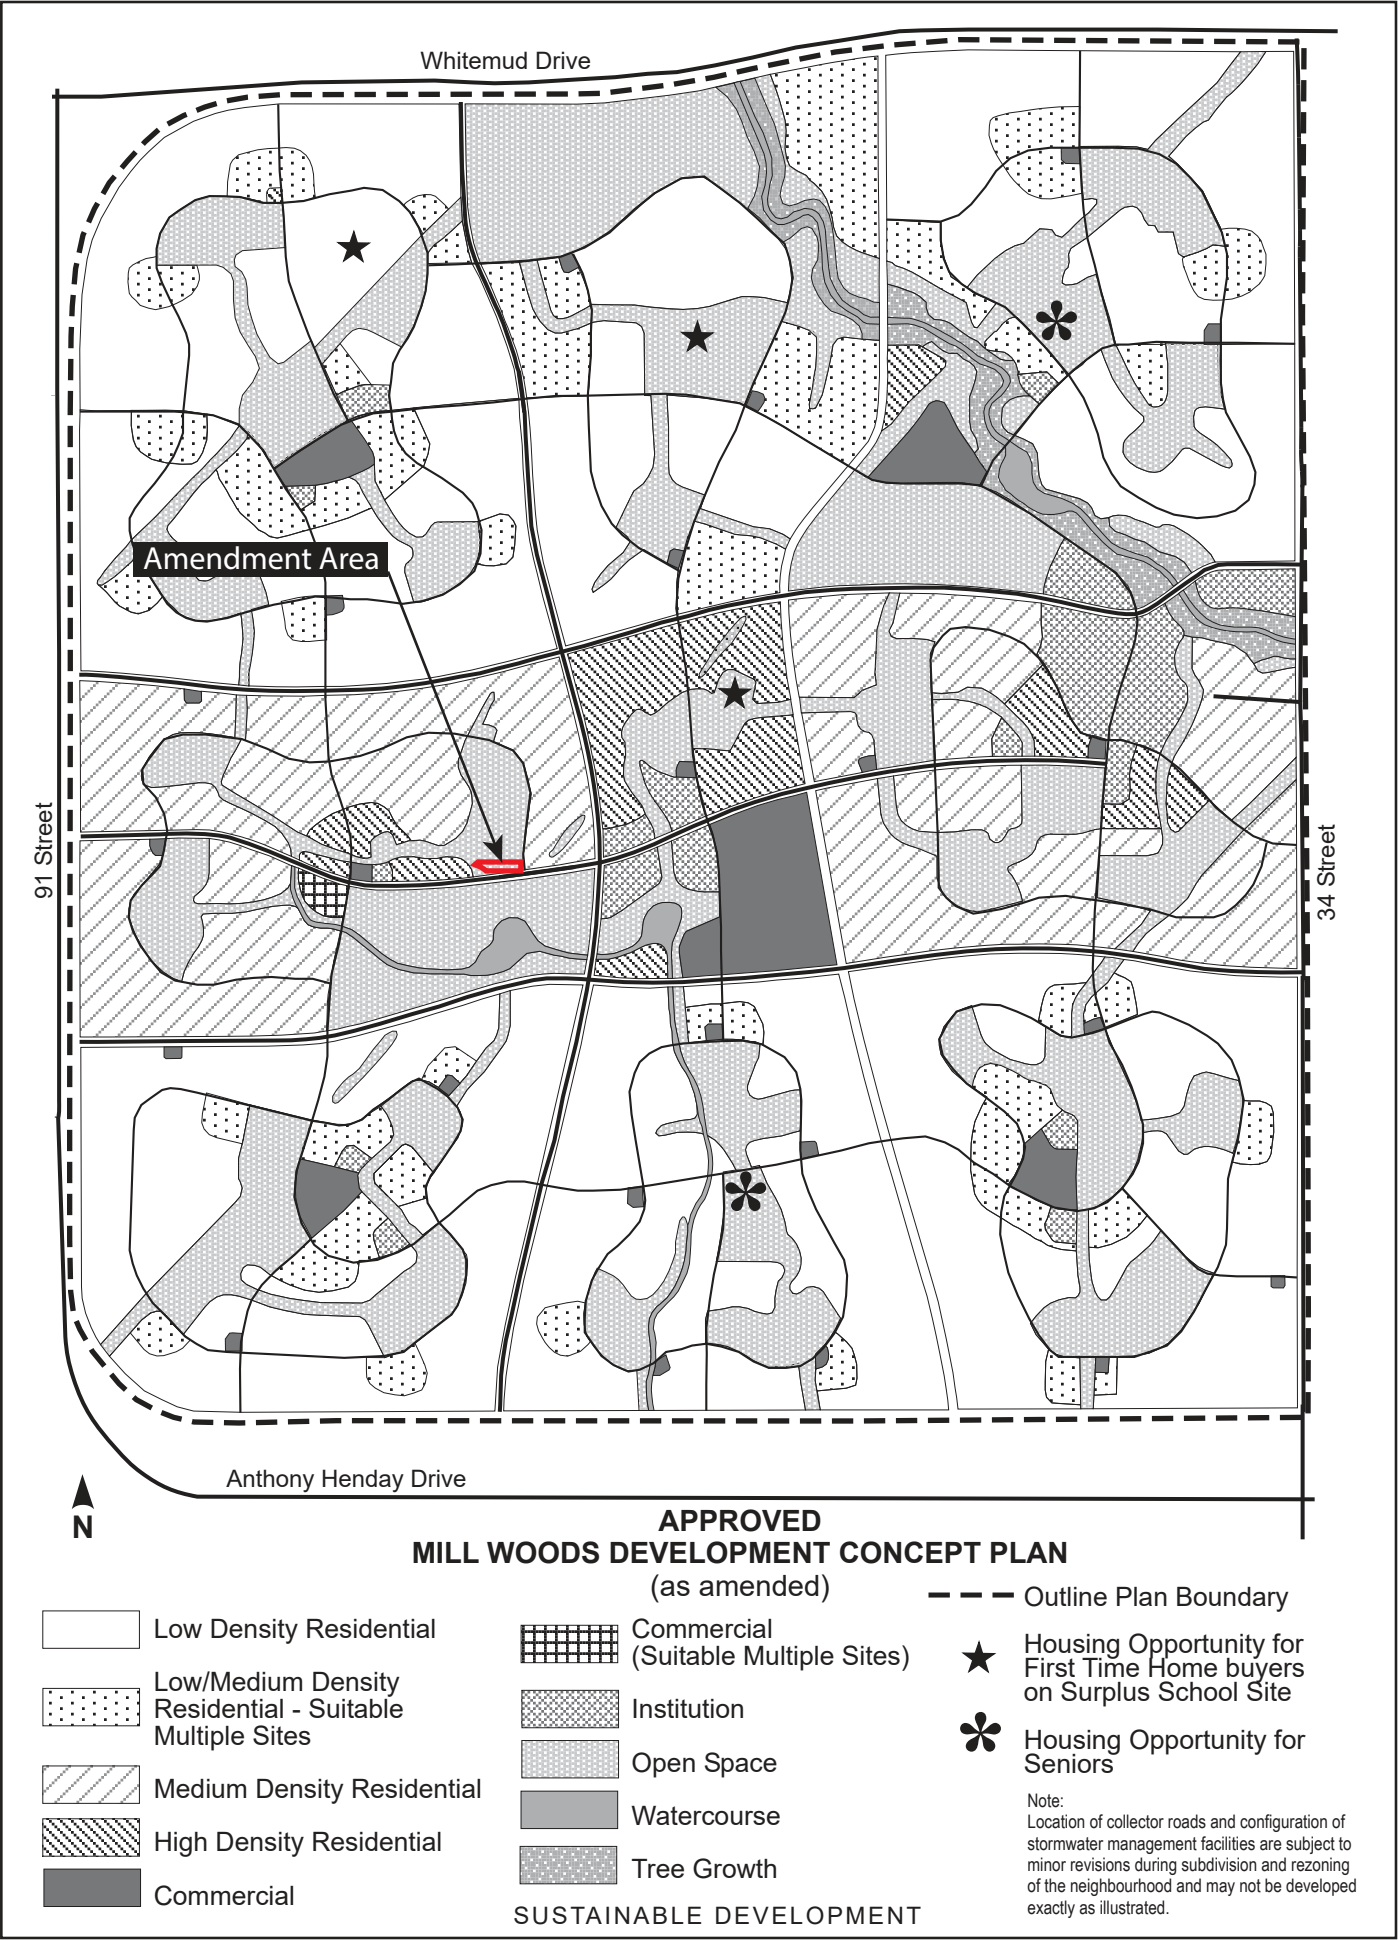 Whitemud Drive
Amendment Area
91 Street
34 Street
Anthony Henday Drive
N
APPROVED
MILL WOODS DEVELOPMENT CONCEPT PLAN
(as amended)
Low Density Residential
Low/Medium Density
Residential - Suitable
Multiple Sites
Medium Density Residential
High Density Residential
Commercial
Commercial
(Suitable Multiple Sites)
Institution
Open Space
Watercourse
Tree Growth
SUSTAINABLE DEVELOPMENT
Outline Plan Boundary
Housing Opportunity for
First Time Home buyers
on Surplus School Site
Housing Opportunity for
Seniors
Note:
Location of collector roads and configuration of
stormwater management facilities are subject to
minor revisions during subdivision and rezoning
of the neighbourhood and may not be developed
exactly as illustrated.